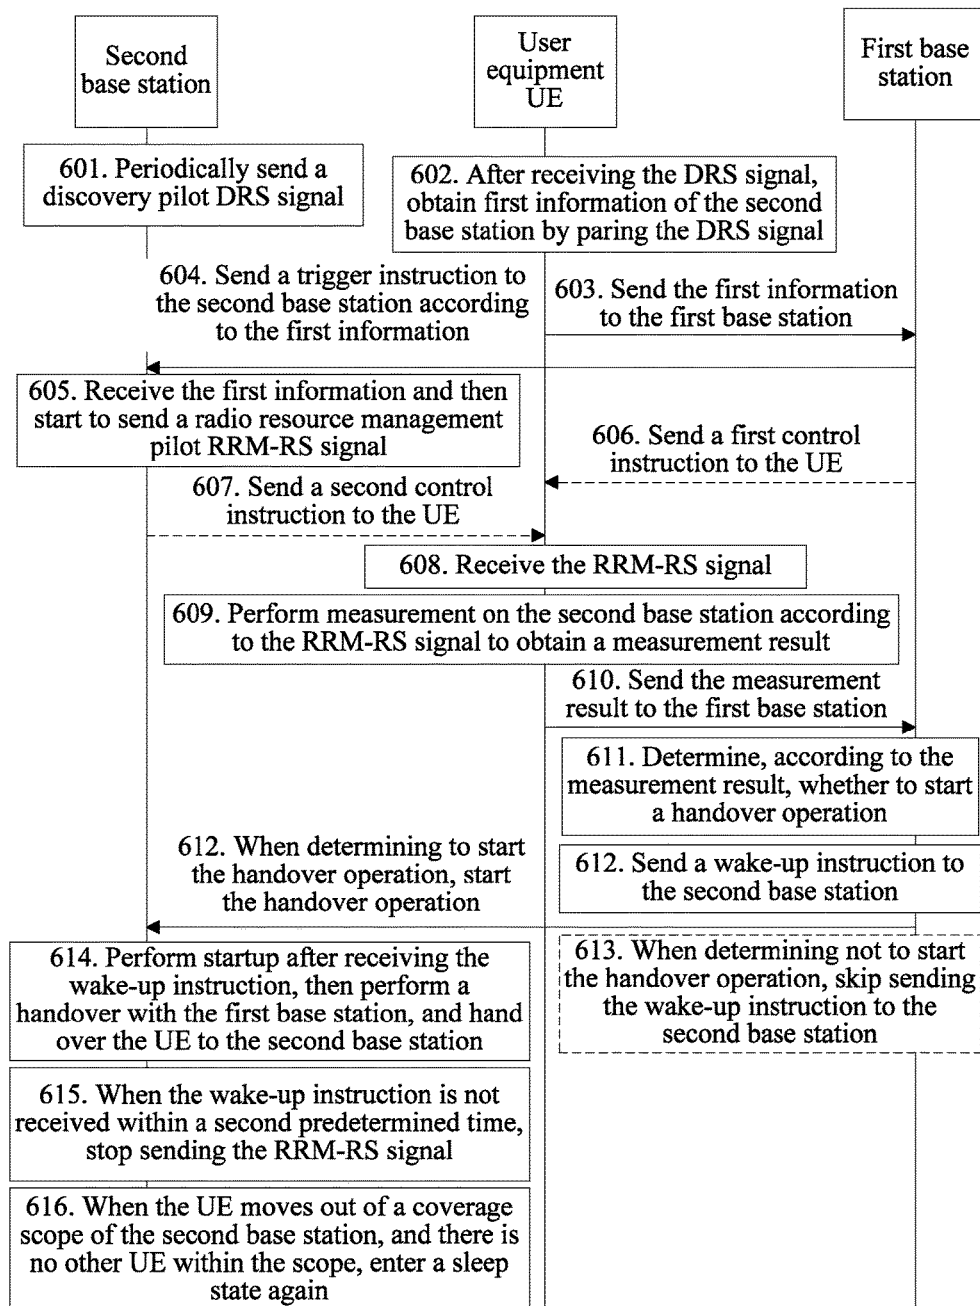 Second
base station
User
equipment
UE
First base
station
601. Periodically send a
discovery pilot DRS signal
602. After receiving the DRS signal,
obtain first information of the second
base station by paring the DRS signal
604. Send a trigger instruction to
the second base station according
to the first information
603. Send the first information
to the first base station
605. Receive the first information and then
start to send a radio resource management
pilot RRM-RS signal
606. Send a first control
instruction to the UE
607. Send a second control
instruction to the UE
608. Receive the RRM-RS signal
609. Perform measurement on the second base station according
to the RRM-RS signal to obtain a measurement result
610. Send the measurement
result to the first base station
611. Determine, according to the
measurement result, whether to start
a handover operation
612. When determining to start
the handover operation, start
the handover operation
612. Send a wake-up instruction to
the second base station
613. When determining not to start
the handover operation, skip sending
the wake-up instruction to the
second base station
614. Perform startup after receiving the
wake-up instruction, then perform a
handover with the first base station, and hand
over the UE to the second base station
615. When the wake-up instruction is not
received within a second predetermined time,
stop sending the RRM-RS signal
616. When the UE moves out of a coverage
scope of the second base station, and there is
no other UE within the scope, enter a sleep
state again